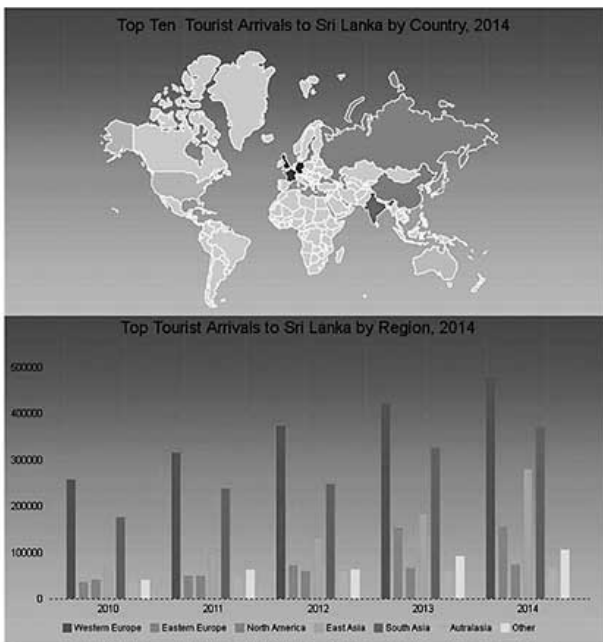 Top Ten Tourist Arrivals to Sri Lanka by Country, 2014
Top Tourist Arrivals to Sri Lanka by Region, 2014
500000
400000
300000
200000
100000
0
2010 2011 2012 2013 2014
Western Europe Eastern Europe North America East Asia South Asia Autralasia Other